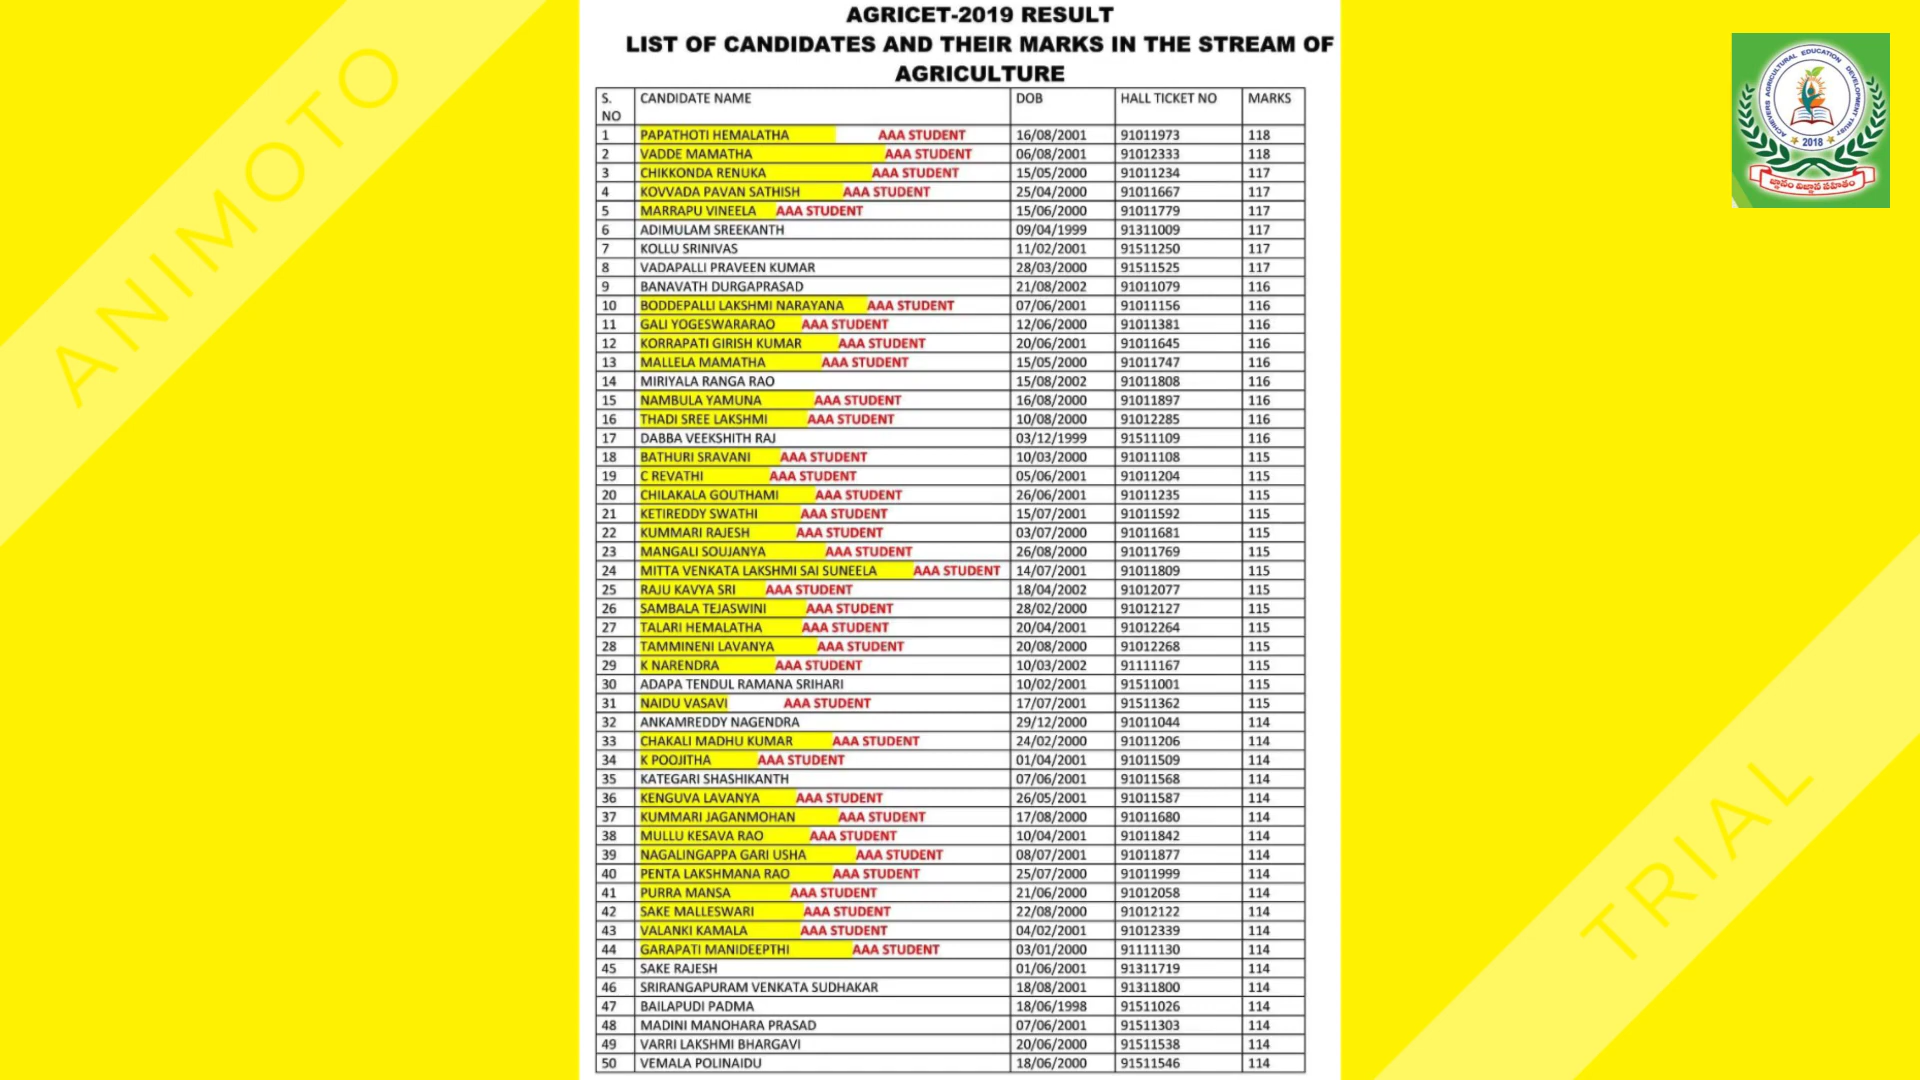 AGRICET-2019 RESULT
LIST OF CANDIDATES AND THEIR MARKS IN THE STREAM OF
AGRICULTURE
S. NO CANDIDATE NAME DOB HALL TICKET NO MARKS
1 PAPATHOTI HEMALATHA AAA STUDENT 16/08/2001 91011973 118
2 VADDE MAMATHA AAA STUDENT 06/08/2001 91012333 118
3 CHIKKONDA RENUKA AAA STUDENT 15/05/2000 91011234 117
4 KOVVADA PAVAN SATHISH AAA STUDENT 25/04/2000 91011667 117
5 MARRAPU VINEELA AAA STUDENT 15/06/2000 91011779 117
6 ADIMULAM SREEKANTH 09/04/1999 91311009 117
7 KOLLU SRINIVAS 11/02/2001 91511250 117
8 VADAPALLI PRAVEEN KUMAR 28/03/2000 91511525 117
9 BANAVATH DURGAPRASAD 21/08/2002 91011079 116
10 BODDEPALLI LAKSHMI NARAYANA AAA STUDENT 07/06/2001 91011156 116
11 GALI YOGESWARARAO AAA STUDENT 12/06/2000 91011381 116
12 KORRAPATI GIRISH KUMAR AAA STUDENT 20/06/2001 91011645 116
13 MALLELA MAMATHA AAA STUDENT 15/05/2000 91011747 116
14 MIRIYALA RANGA RAO 15/08/2002 91011808 116
15 NAMBULA YAMUNA AAA STUDENT 16/08/2000 91011897 116
16 THADI SREE LAKSHMI AAA STUDENT 10/08/2000 91012285 116
17 DABBA VEEKSHITH RAJ 03/12/1999 91511109 116
18 BATHURI SRAVANI AAA STUDENT 10/03/2000 91011108 115
19 C REVATHI AAA STUDENT 05/06/2001 91011204 115
20 CHILAKALA GOUTHAMI AAA STUDENT 26/06/2001 91011235 115
21 KETIREDDY SWATHI AAA STUDENT 15/07/2001 91011592 115
22 KUMMARI RAJESH AAA STUDENT 03/07/2000 91011681 115
23 MANGALI SOUJANYA AAA STUDENT 26/08/2000 91011769 115
24 MITTA VENKATA LAKSHMI SAI SUNEELA AAA STUDENT 14/07/2001 91011809 115
25 RAJU KAVYA SRI AAA STUDENT 18/04/2002 91012077 115
26 SAMBALA TEJASWINI AAA STUDENT 28/02/2000 91012127 115
27 TALARI HEMALATHA AAA STUDENT 20/04/2001 91012264 115
28 TAMMINENI LAVANYA AAA STUDENT 20/08/2000 91012268 115
29 K NARENDRA AAA STUDENT 10/03/2002 91111167 115
30 ADAPA TENDUL RAMANA SRIHARI 10/02/2001 91511001 115
31 NAIDU VASAVI AAA STUDENT 17/07/2001 91511362 115
32 ANKAMREDDY NAGENDRA 29/12/2000 91011044 114
33 CHAKALI MADHU KUMAR AAA STUDENT 24/02/2000 91011206 114
34 K POOJITHA AAA STUDENT 01/04/2001 91011509 114
35 KATEGARI SHASHIKANTH 07/06/2001 91011568 114
36 KENGUVA LAVANYA AAA STUDENT 26/05/2001 91011587 114
37 KUMMARI JAGANMOHAN AAA STUDENT 17/08/2000 91011680 114
38 MULLU KESAVA RAO AAA STUDENT 10/04/2001 91011842 114
39 NAGALINGAPPA GARI USHA AAA STUDENT 08/07/2001 91011877 114
40 PENTA LAKSHMANA RAO AAA STUDENT 25/07/2000 91011999 114
41 PURRA MANSA AAA STUDENT 21/06/2000 91012058 114
42 SAKE MALLESWARI AAA STUDENT 22/08/2000 91012122 114
43 VALANKI KAMALA AAA STUDENT 04/02/2001 91012339 114
44 GARAPATI MANIDEEPTHI AAA STUDENT 03/01/2000 91111130 114
45 SAKE RAJESH 01/06/2001 91311719 114
46 SRIRANGAPURAM VENKATA SUDHAKAR 18/08/2001 91311800 114
47 BAILAPUDI PADMA 18/06/1998 91511026 114
48 MADINI MANOHARA PRASAD 07/06/2001 91511303 114
49 VARRI LAKSHMI BHARGAVI 20/06/2000 91511538 114
50 VEMALA POLINAIDU 18/06/2000 91511546 114
ANIMOTO
TRIAL
ACHIEVERS AGRICULTURAL EDUCATION DEVELOPMENT TRUST
2018
జ్ఞానం విజ్ఞాన సహితం